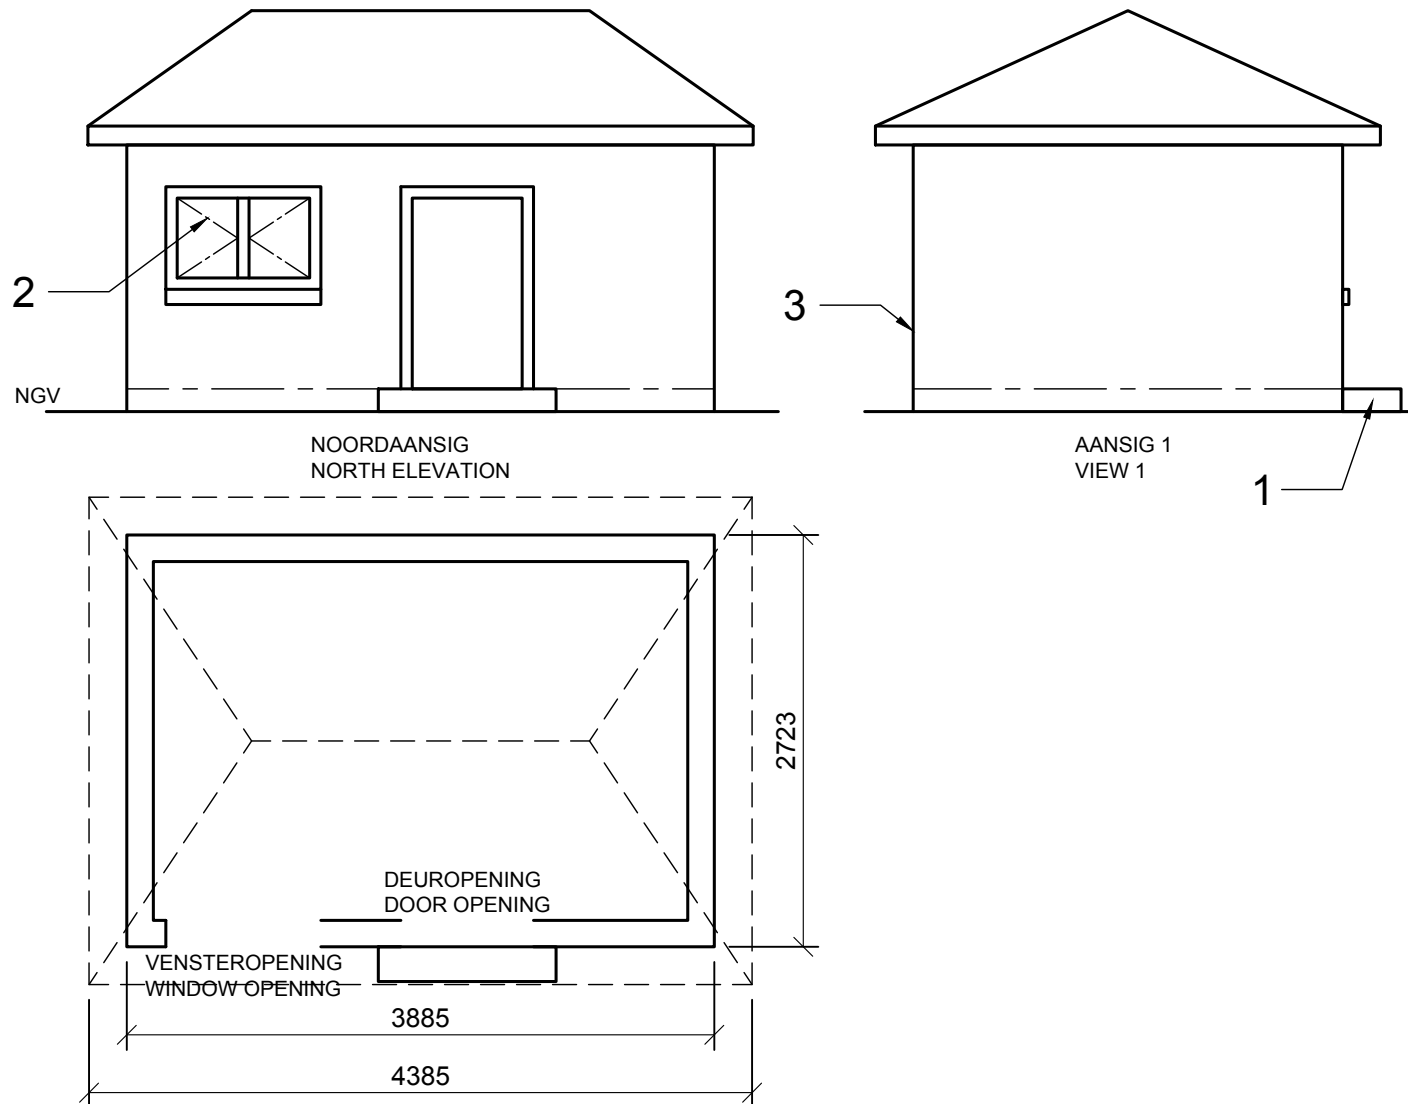 2
3
NGV
NOORDAANSIG
NORTH ELEVATION
AANSIG 1
VIEW 1
1
2723
DEUROPENING
DOOR OPENING
VENSTEROPENING
WINDOW OPENING
3885
4385